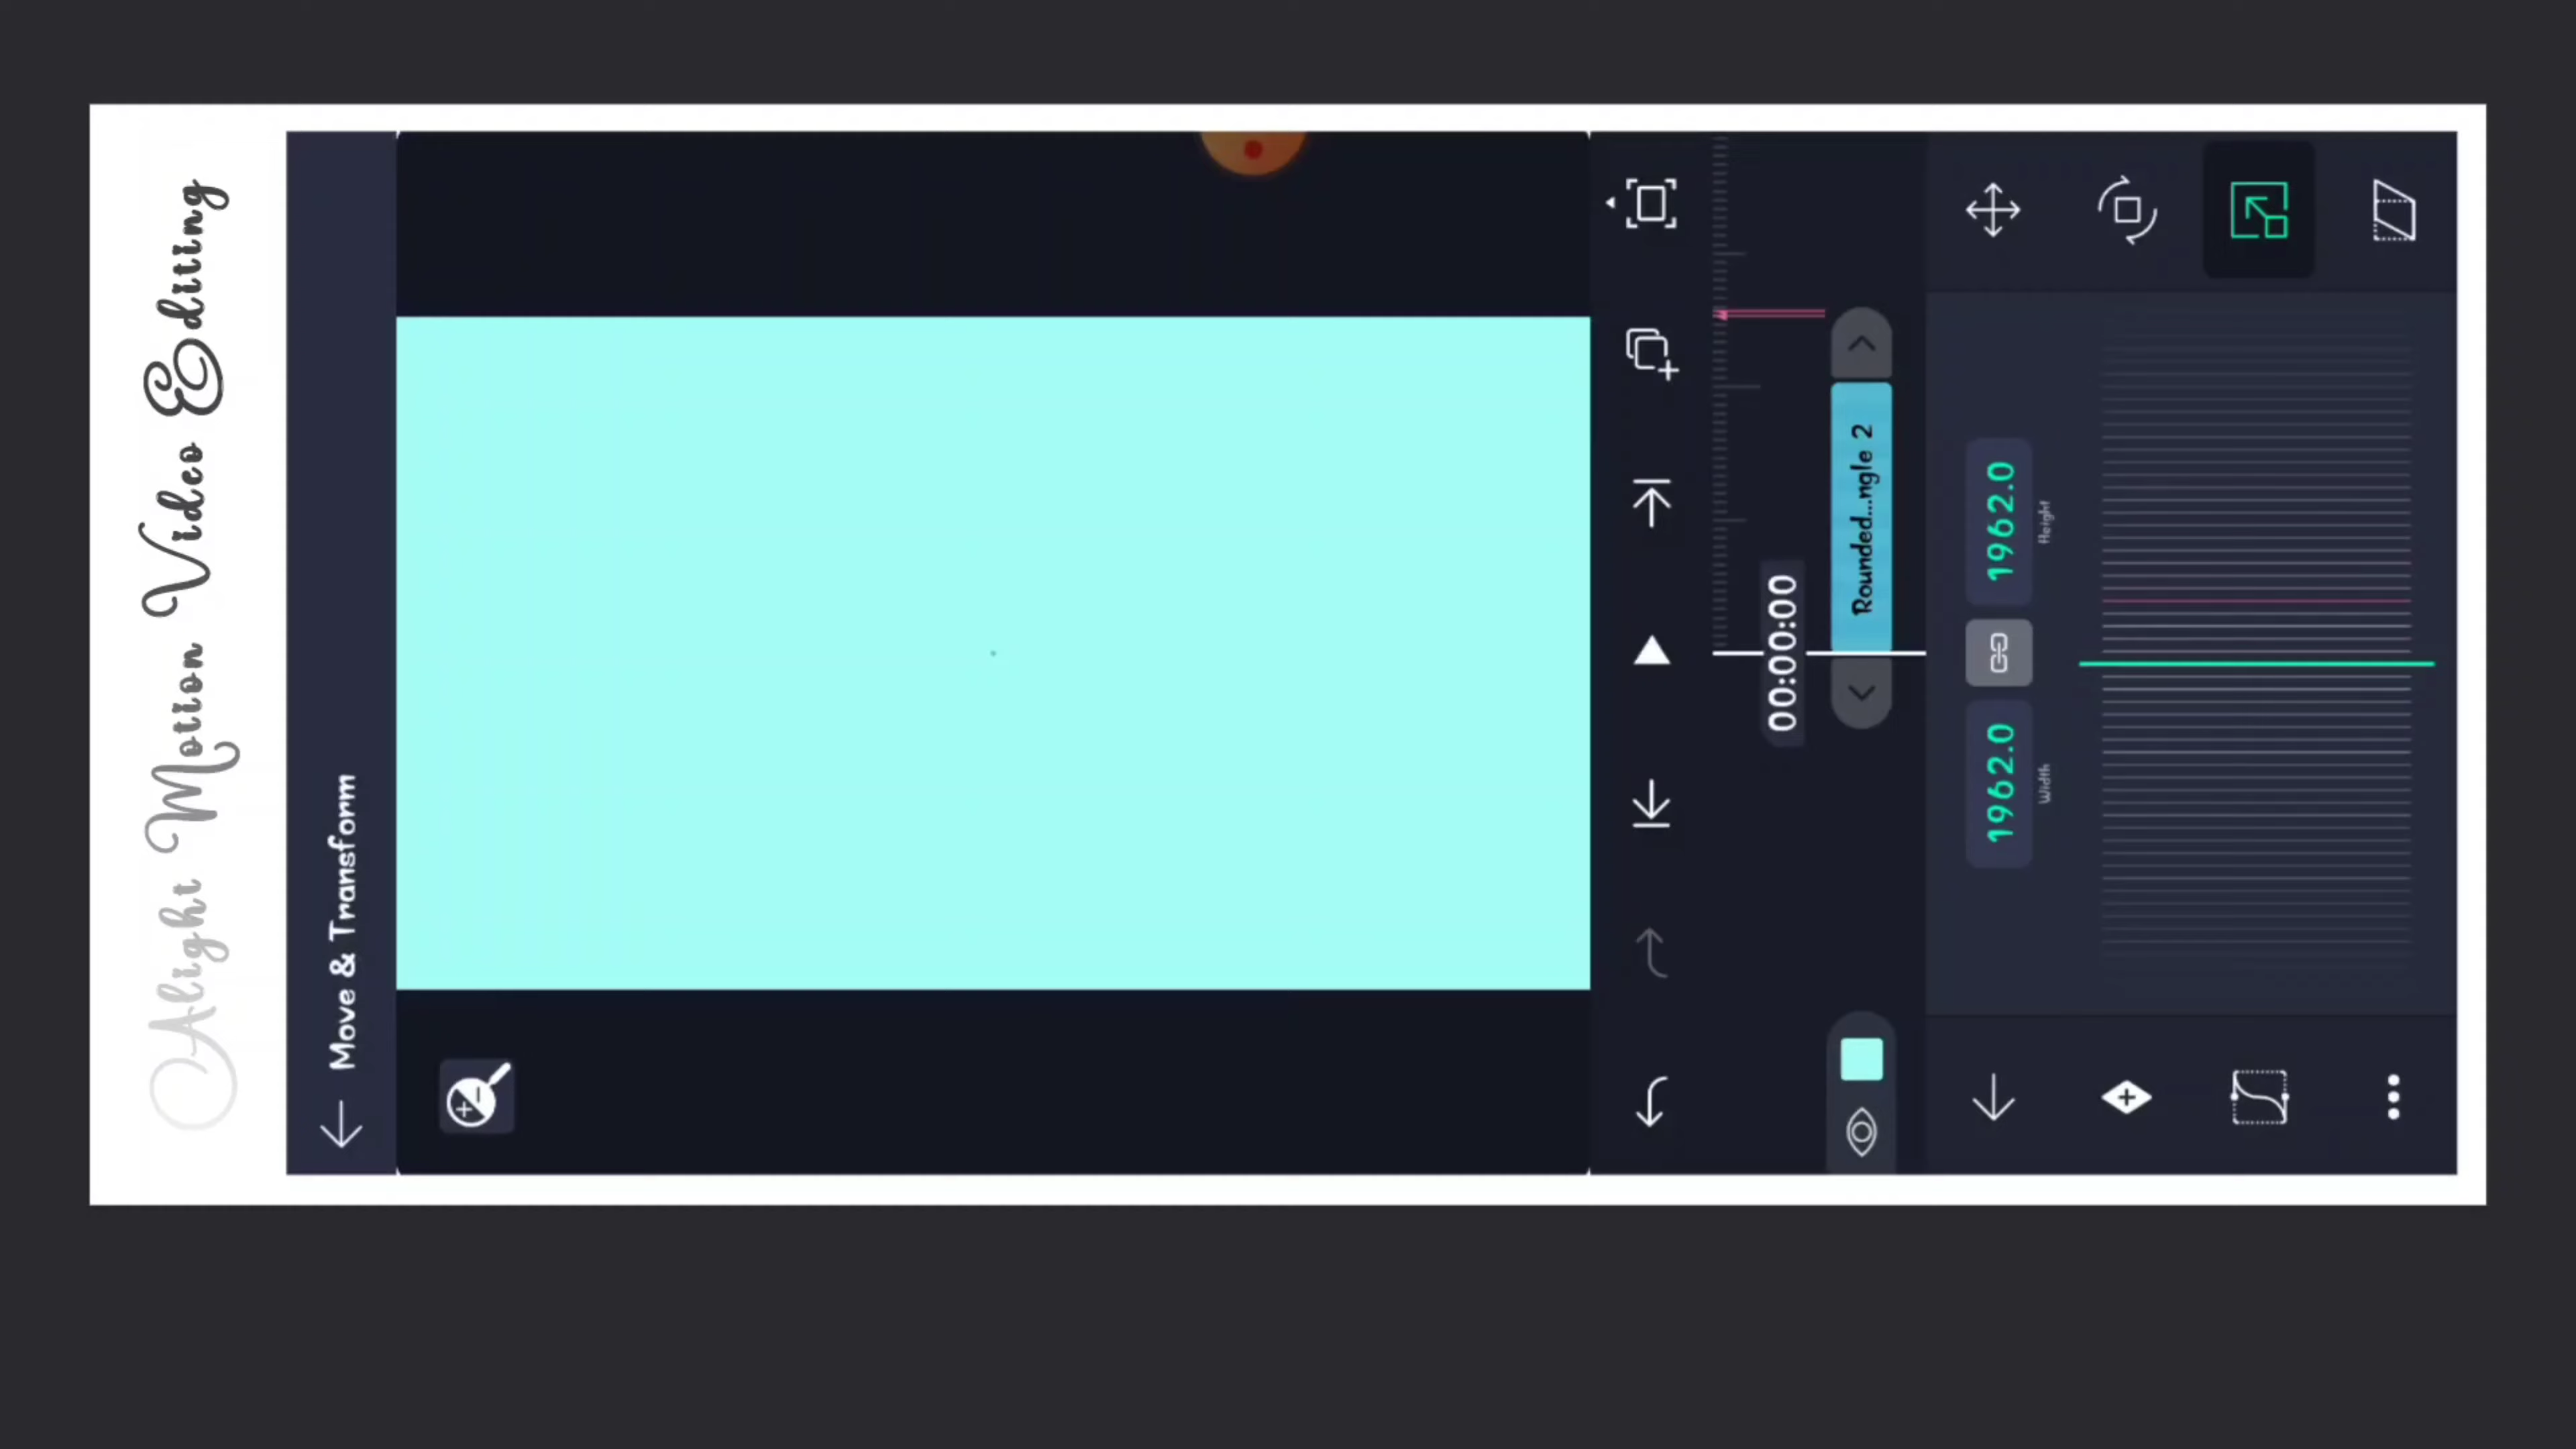 Alight Motion Video Editing
Move & Transform
00:00:00
Rounded...ngle 2
1962.0 1962.0
Width Height